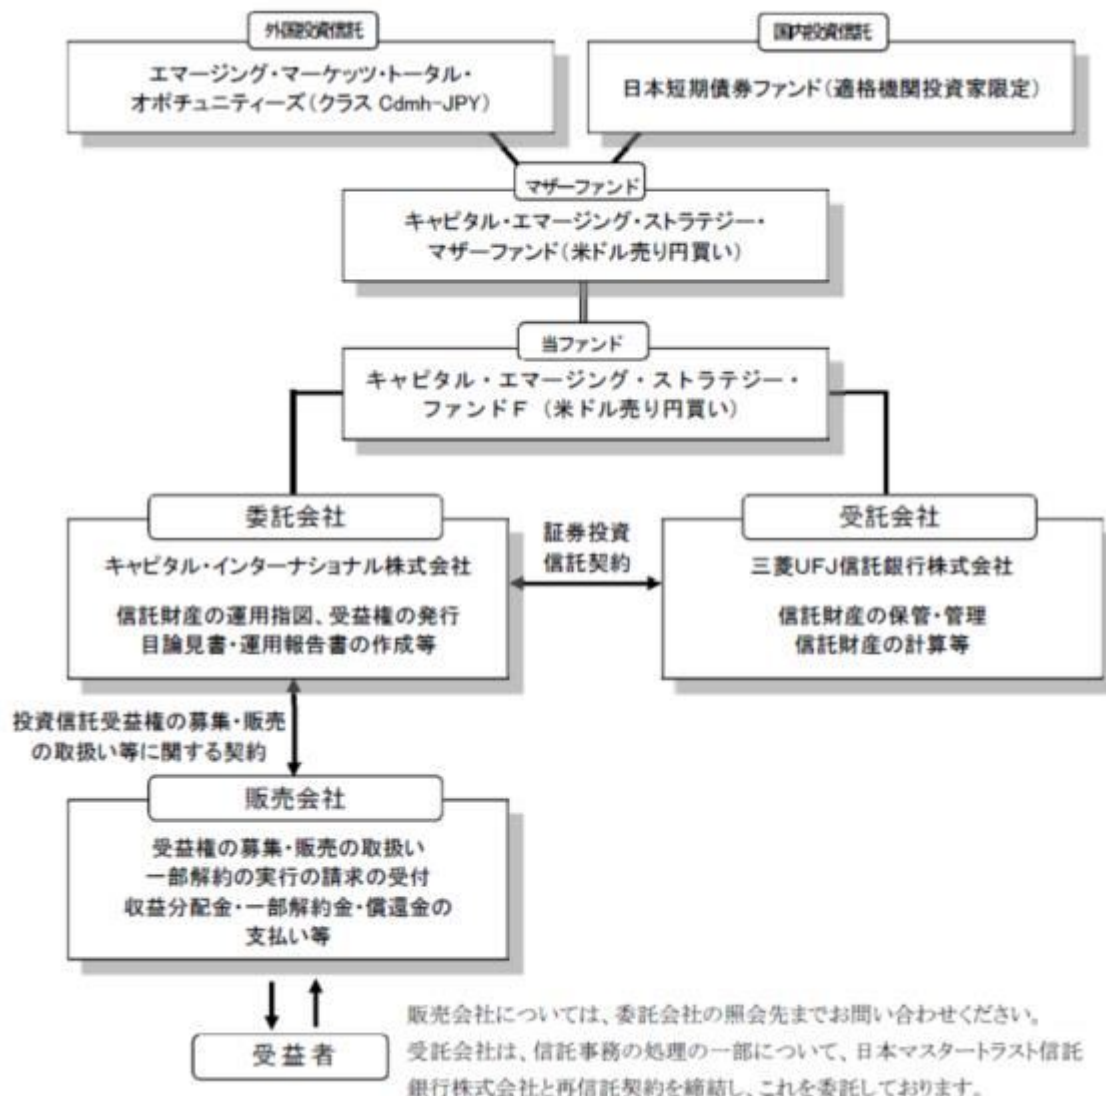 外国投資信託
エマージング・マーケッツ・トータル・
オポチュニティーズ(クラス Cdmh-JPY)
国内投資信託
日本短期債券ファンド(適格機関投資家限定)
マザーファンド
キャピタル・エマージング・ストラテジー・
マザーファンド(米ドル売り円買い)
当ファンド
キャピタル・エマージング・ストラテジー・
ファンドF (米ドル売り円買い)
委託会社
キャピタル・インターナショナル株式会社
信託財産の運用指図、受益権の発行
目論見書・運用報告書の作成等
証券投資
信託契約
受託会社
三菱UFJ信託銀行株式会社
信託財産の保管・管理
信託財産の計算等
投資信託受益権の募集・販売
の取扱い等に関する契約
販売会社
受益権の募集・販売の取扱い
一部解約の実行の請求の受付
収益分配金・一部解約金・償還金の
支払い等
受益者
販売会社については、委託会社の照会先までお問い合わせください。
受託会社は、信託事務の処理の一部について、日本マスタートラスト信託
銀行株式会社と再信託契約を締結し、これを委託しております。